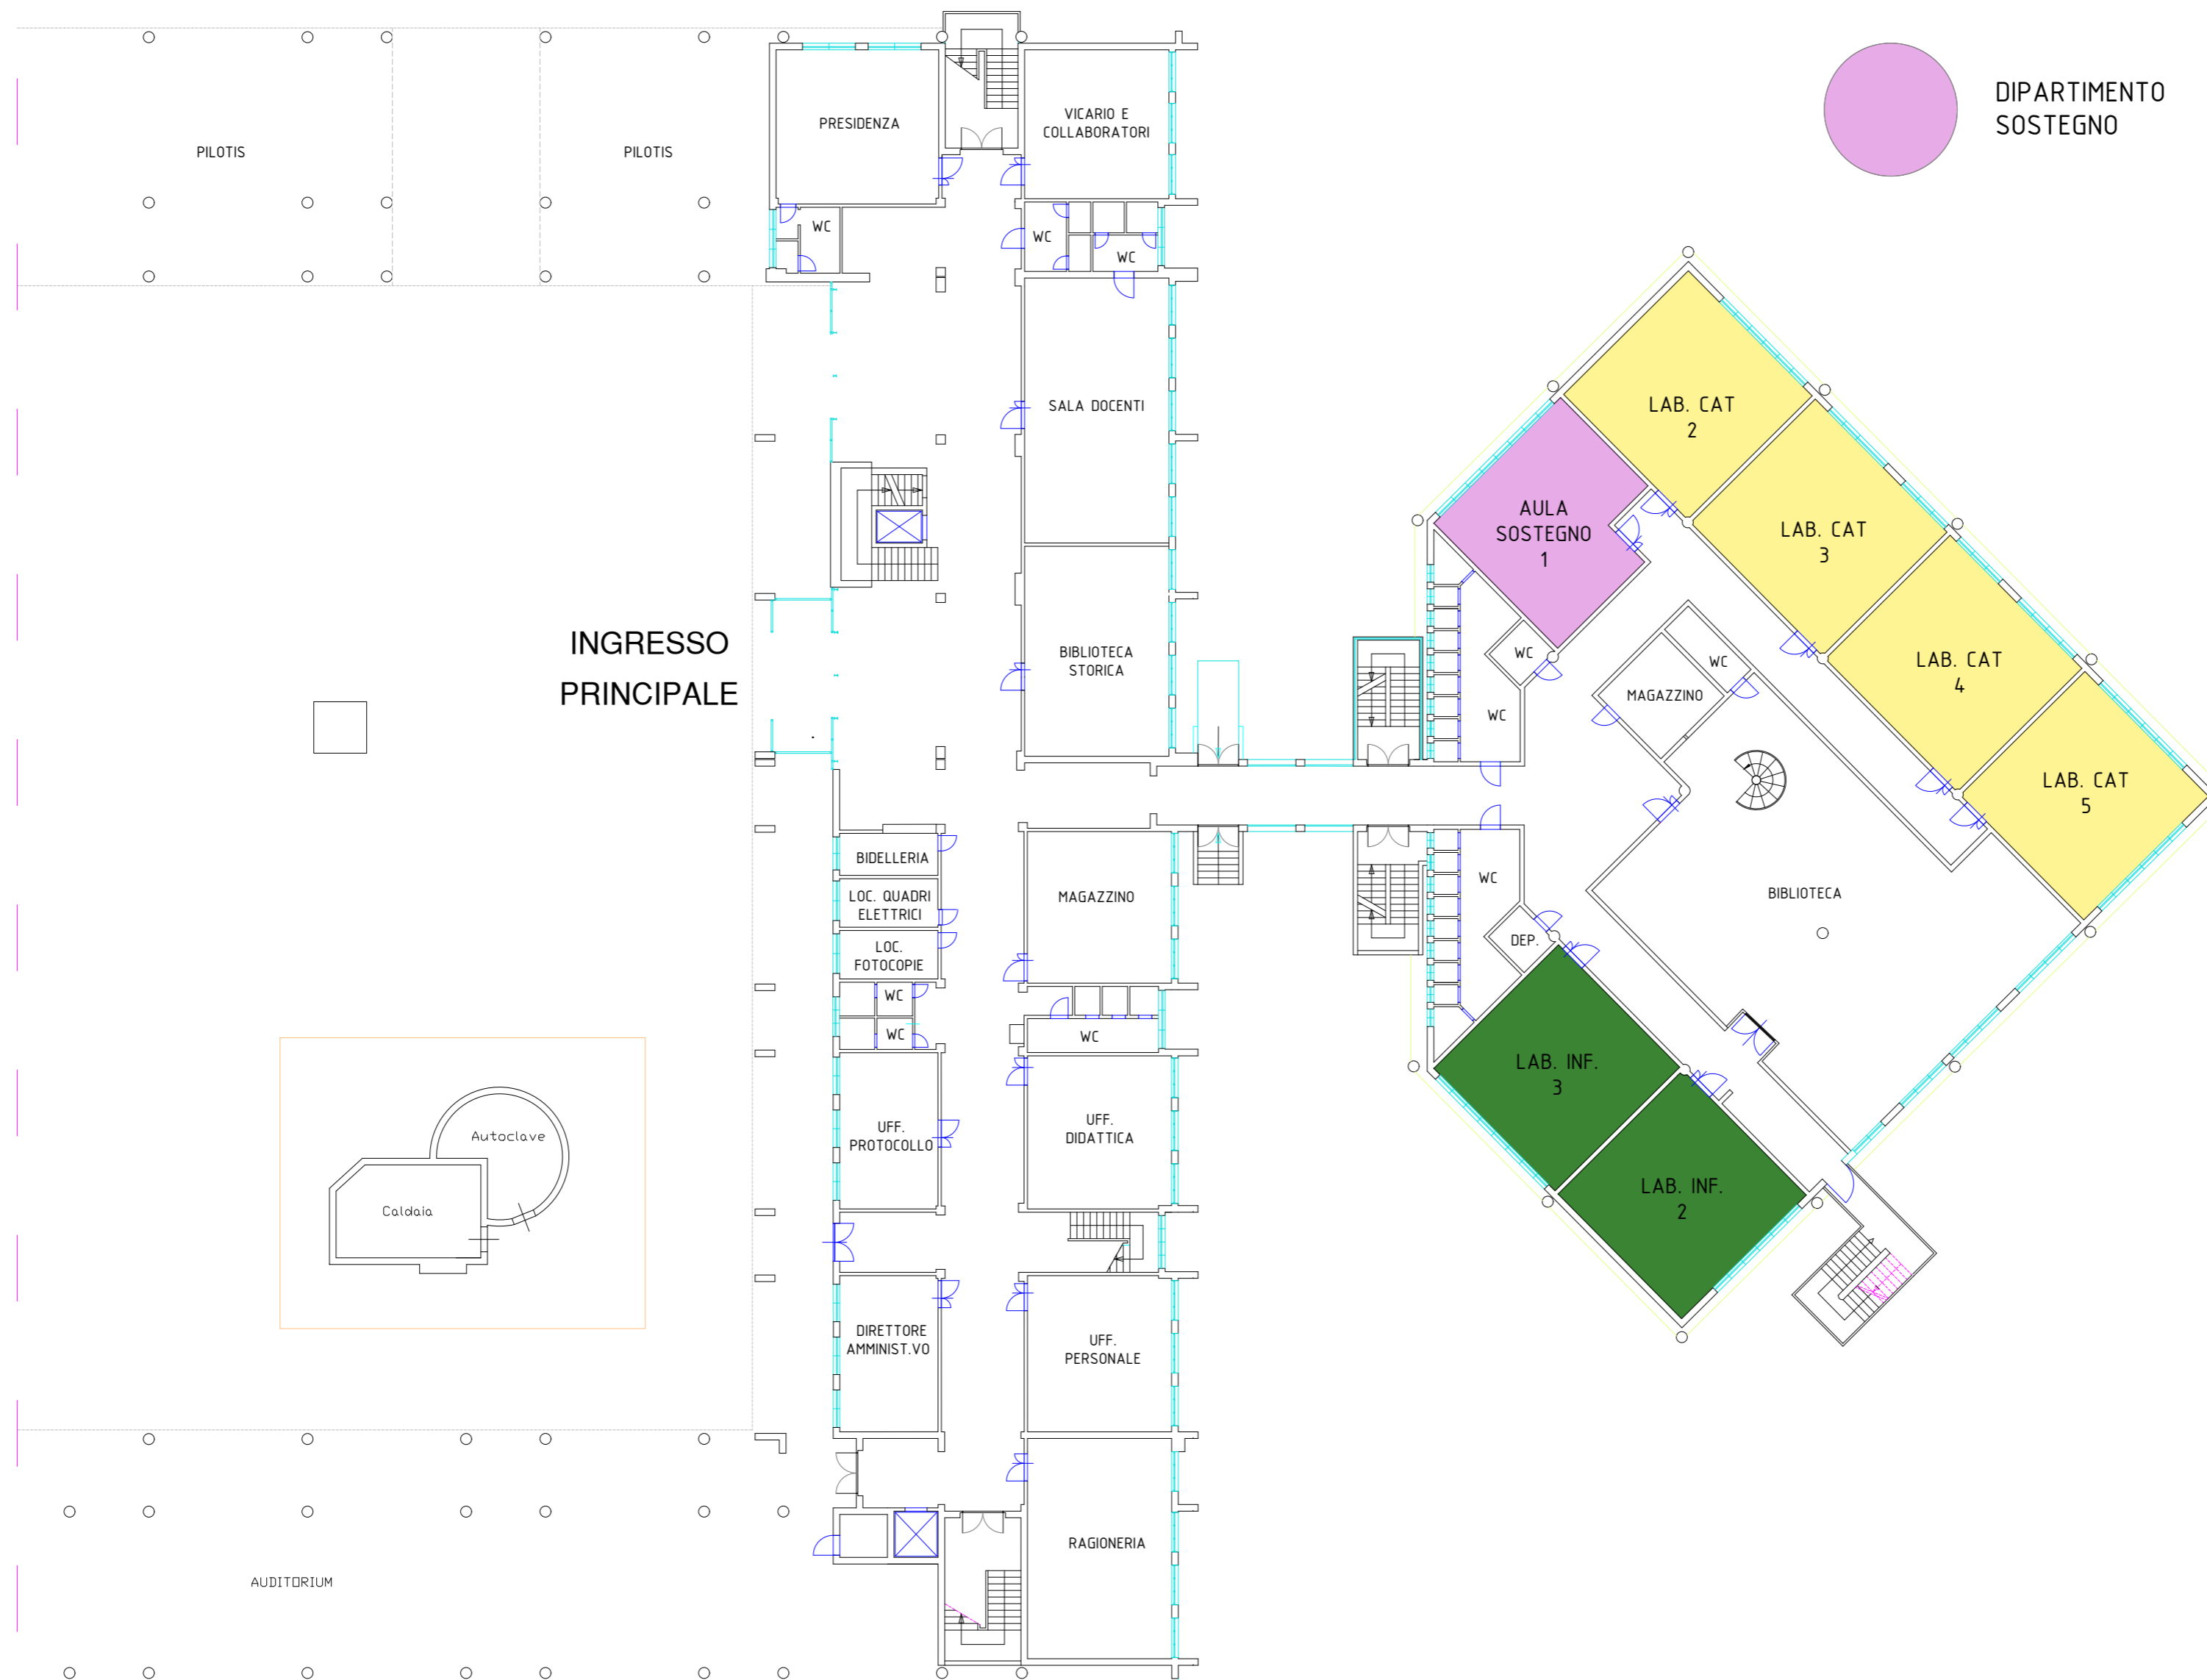 DIPARTIMENTO
SOSTEGNO
PILOTIS
PILOTIS
PRESIDENZA
VICARIO E
COLLABORATORI
WC
WC
WC
SALA DOCENTI
BIBLIOTECA
STORICA
INGRESSO
PRINCIPALE
LAB. CAT
2
AULA
SOSTEGNO
1
LAB. CAT
3
LAB. CAT
4
LAB. CAT
5
WC
WC
MAGAZZINO
WC
BIBLIOTECA
WC
DEP.
LAB. INF.
3
LAB. INF.
2
BIDELLERIA
LOC. QUADRI
ELETTRICI
LOC.
FOTOCOPIE
WC
WC
MAGAZZINO
WC
UFF.
PROTOCOLLO
UFF.
DIDATTICA
DIRETTORE
AMMINIST.VO
UFF.
PERSONALE
RAGIONERIA
Autoclave
Caldaia
AUDITORIUM